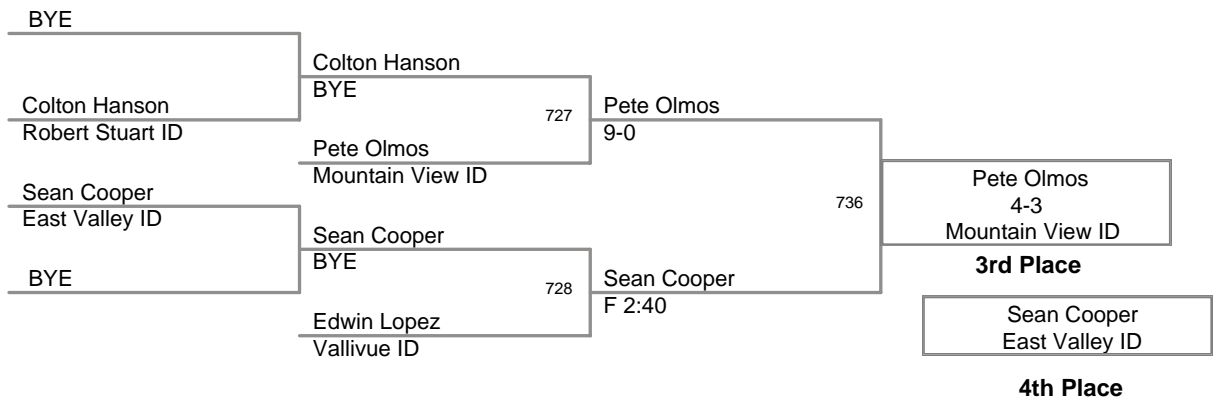 BYE
Colton Hanson
BYE
Colton Hanson
Robert Stuart ID
727
Pete Olmos
9-0
Pete Olmos
Mountain View ID
Sean Cooper
East Valley ID
736
Pete Olmos
4-3
Mountain View ID
3rd Place
Sean Cooper
BYE
BYE
728
Sean Cooper
F 2:40
Edwin Lopez
Vallivue ID
Sean Cooper
East Valley ID
4th Place